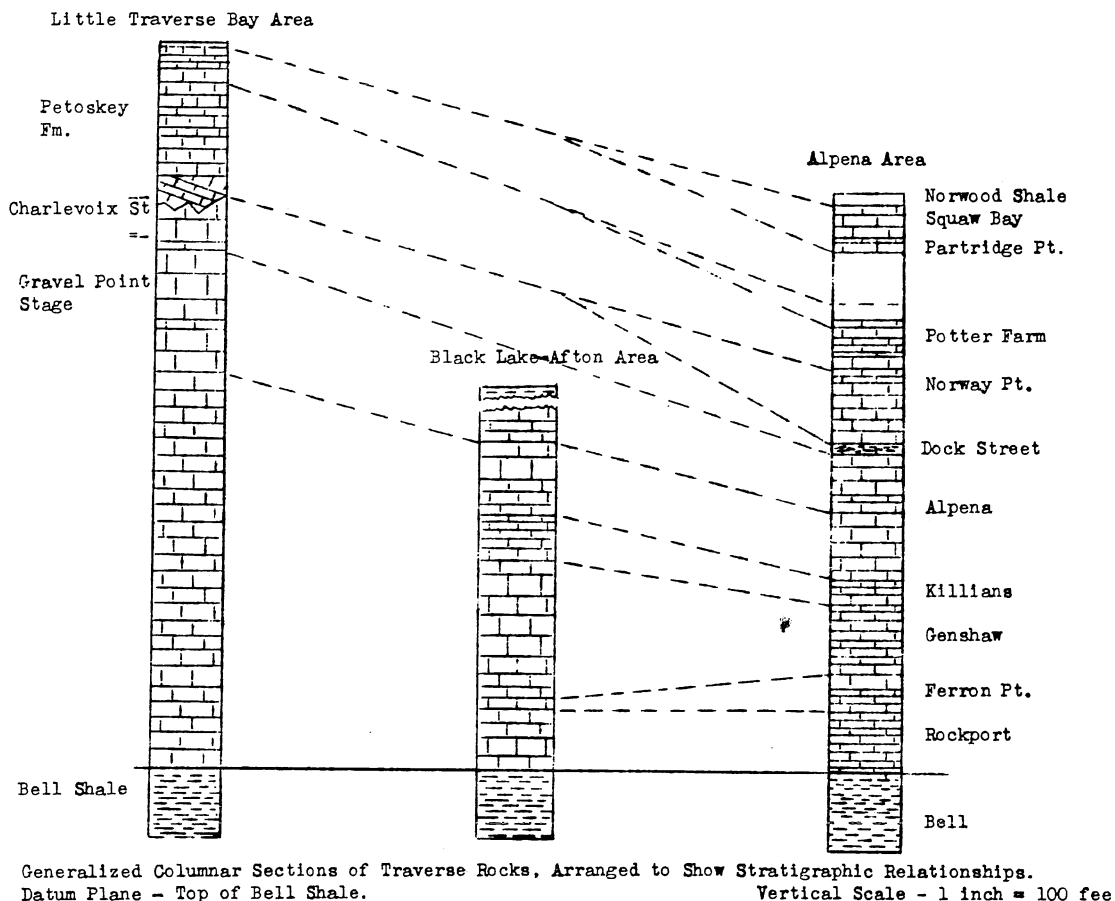 Little Traverse Bay Area
Petoskey
Fm.
Charlevoix St
Gravel Point
Stage
Bell Shale
Black Lake-Afton Area
Alpena Area
Norwood Shale
Squaw Bay
Partridge Pt.
Potter Farm
Norway Pt.
Dock Street
Alpena
Killians
Genshaw
Ferron Pt.
Rockport
Bell
Generalized Columnar Sections of Traverse Rocks, Arranged to Show Stratigraphic Relationships.
Datum Plane - Top of Bell Shale.
Vertical Scale - 1 inch = 100 fee